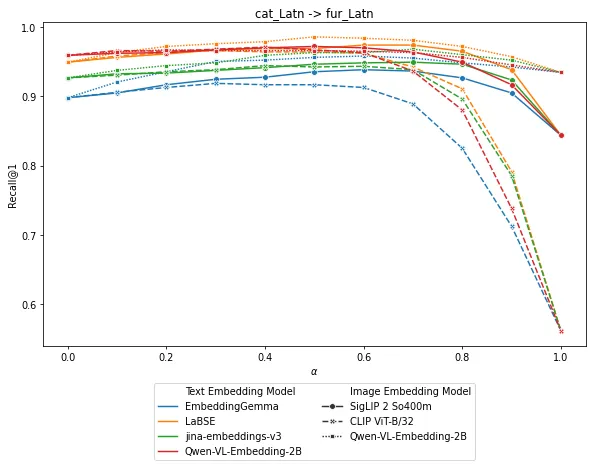 cat_Latn -> fur_Latn
1.0
0.9
0.8
0.7
0.6
Recall@1
0.0 0.2 0.4 0.6 0.8 1.0
α
Text Embedding Model Image Embedding Model
EmbeddingGemma SigLIP 2 So400m
LaBSE CLIP ViT-B/32
jina-embeddings-v3 Qwen-VL-Embedding-2B
Qwen-VL-Embedding-2B